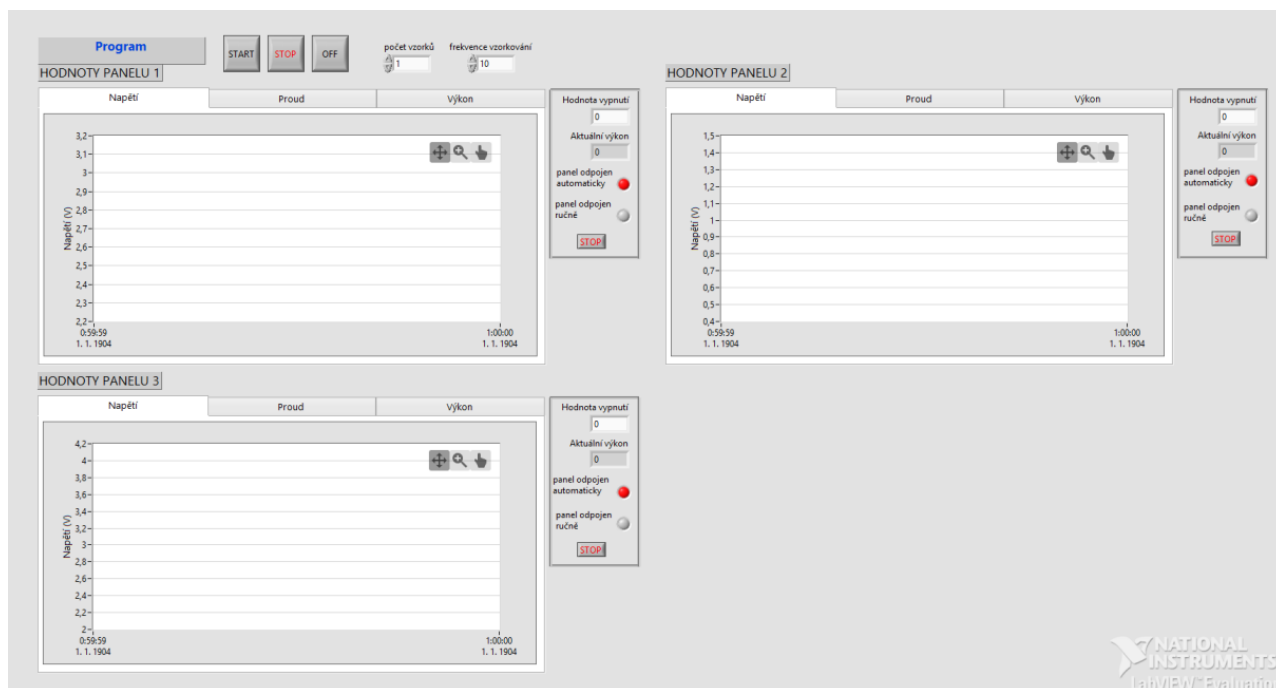 Program
START
STOP
OFF
počet vzorků
1
frekvence vzorkování
10
HODNOTY PANELU 1
Napětí
Proud
Výkon
Napětí (V)
3,2
3,1
3
2,9
2,8
2,7
2,6
2,5
2,4
2,3
2,2
0:59:59
1. 1. 1904
1:00:00
1. 1. 1904
Hodnota vypnutí
0
Aktuální výkon
0
panel odpojen
automaticky
panel odpojen
ručně
STOP
HODNOTY PANELU 2
Napětí
Proud
Výkon
Napětí (V)
1,5
1,4
1,3
1,2
1,1
1
0,9
0,8
0,7
0,6
0,5
0,4
0:59:59
1. 1. 1904
1:00:00
1. 1. 1904
Hodnota vypnutí
0
Aktuální výkon
0
panel odpojen
automaticky
panel odpojen
ručně
STOP
HODNOTY PANELU 3
Napětí
Proud
Výkon
Napětí (V)
4,2
4
3,8
3,6
3,4
3,2
3
2,8
2,6
2,4
2,2
2
0:59:59
1. 1. 1904
1:00:00
1. 1. 1904
Hodnota vypnutí
0
Aktuální výkon
0
panel odpojen
automaticky
panel odpojen
ručně
STOP
NATIONAL
INSTRUMENTS
LabVIEW™ Evaluation